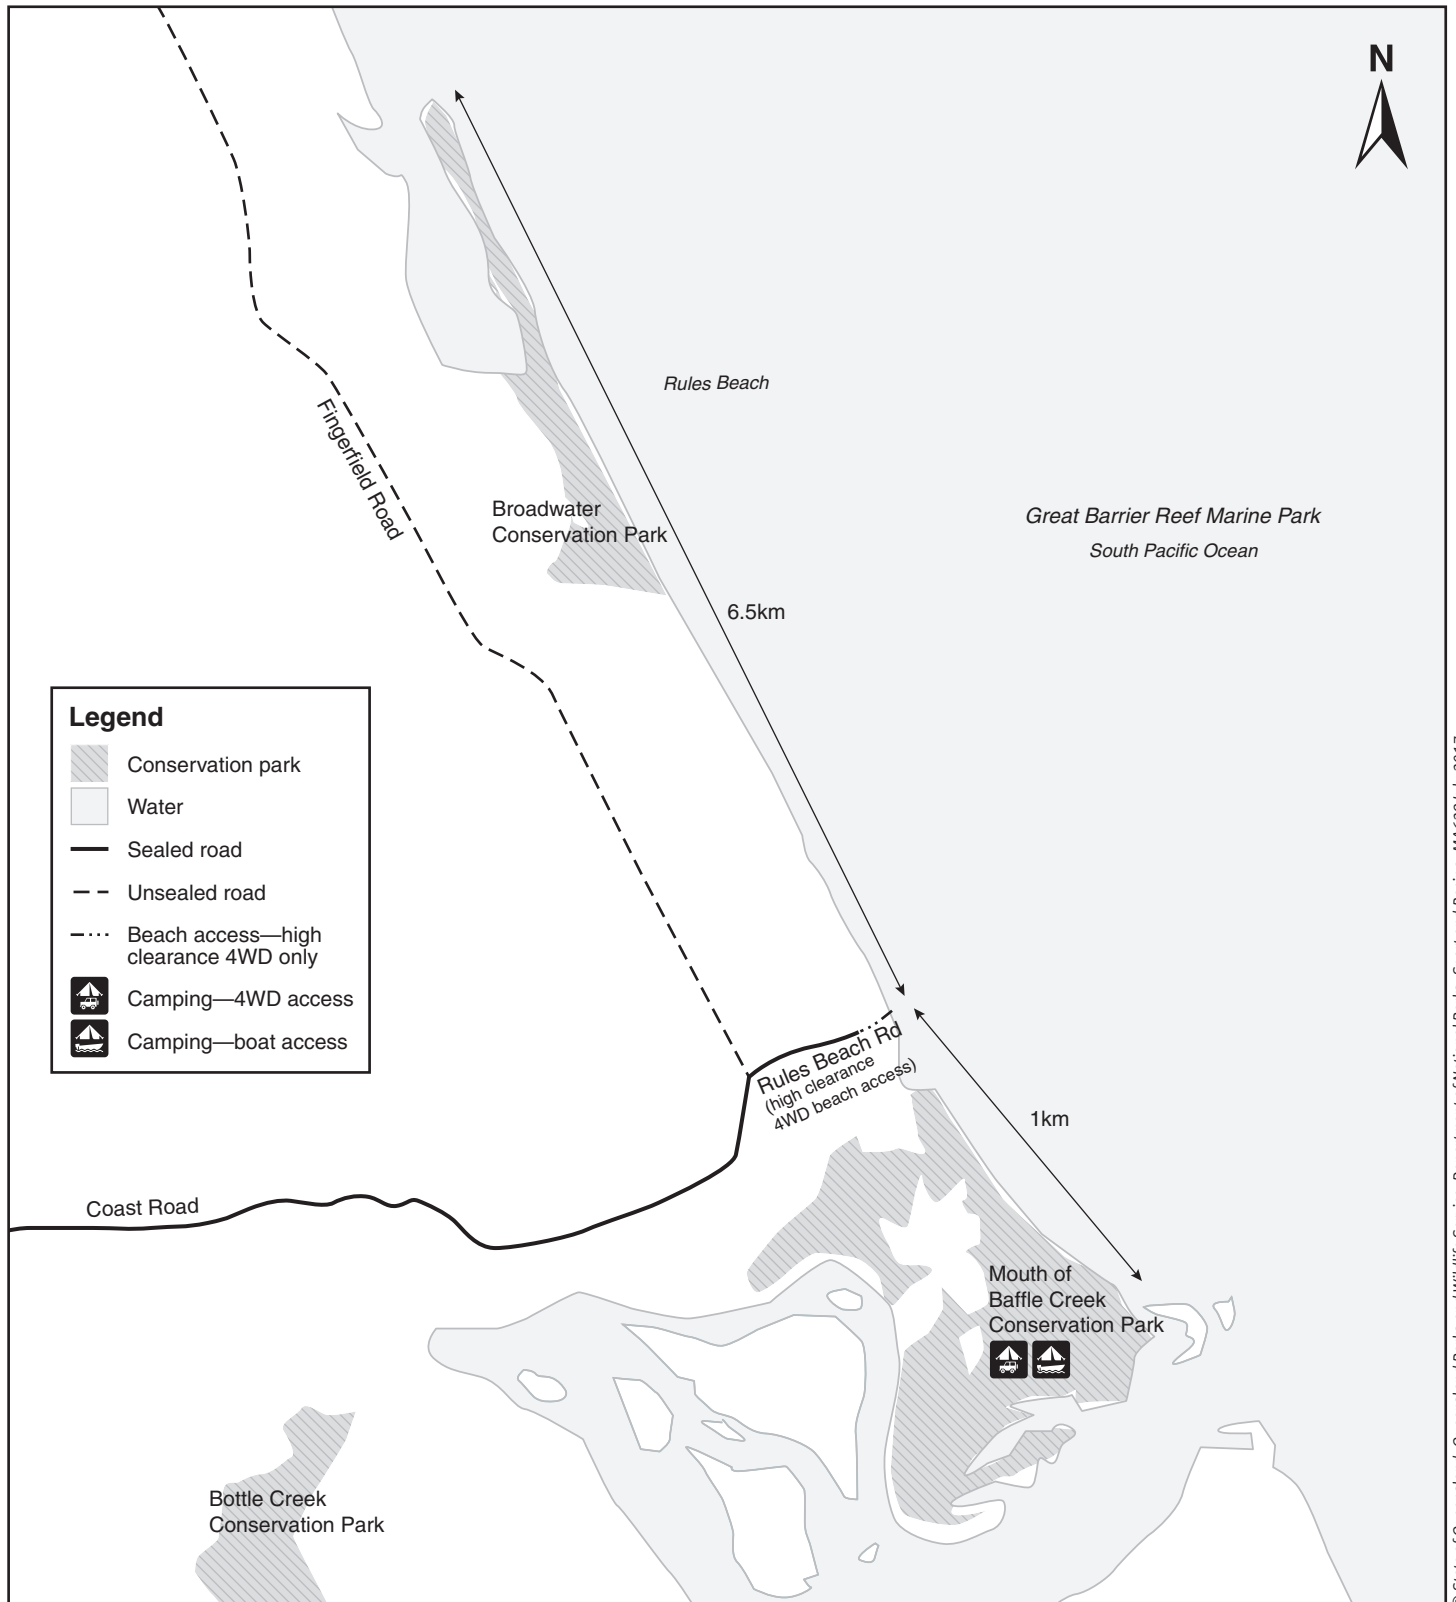 N
Rules Beach
Fingerfield Road
Broadwater
Conservation Park
Great Barrier Reef Marine Park
South Pacific Ocean
6.5km
Legend
Conservation park
Water
Sealed road
Unsealed road
Beach access—high
clearance 4WD only
Camping—4WD access
Camping—boat access
Rules Beach Rd
(high clearance
4WD beach access)
1km
Coast Road
Mouth of
Baffle Creek
Conservation Park
Bottle Creek
Conservation Park